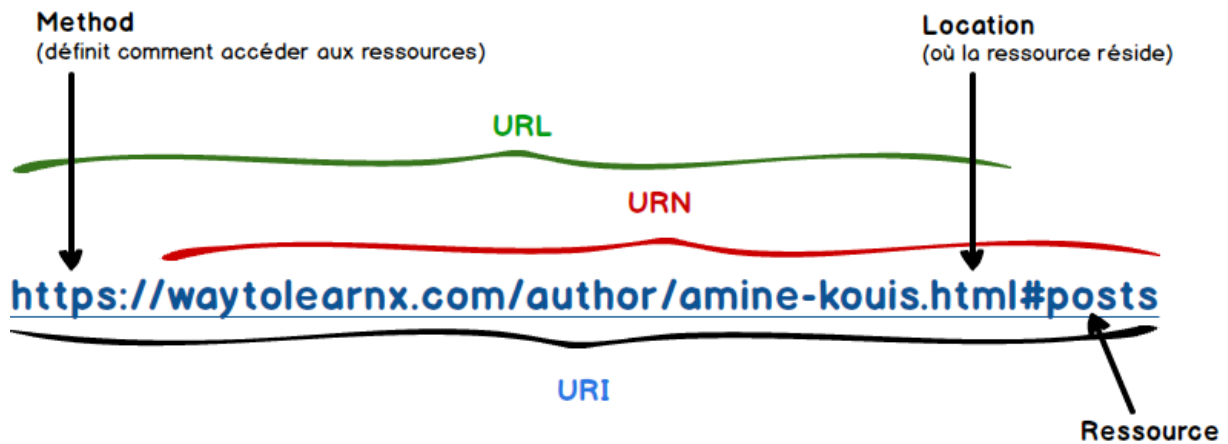 Method
(définit comment accéder aux ressources)
Location
(où la ressource réside)
URL
URN
https://waytolearnx.com/author/amine-kouis.html#posts
URI
Ressource